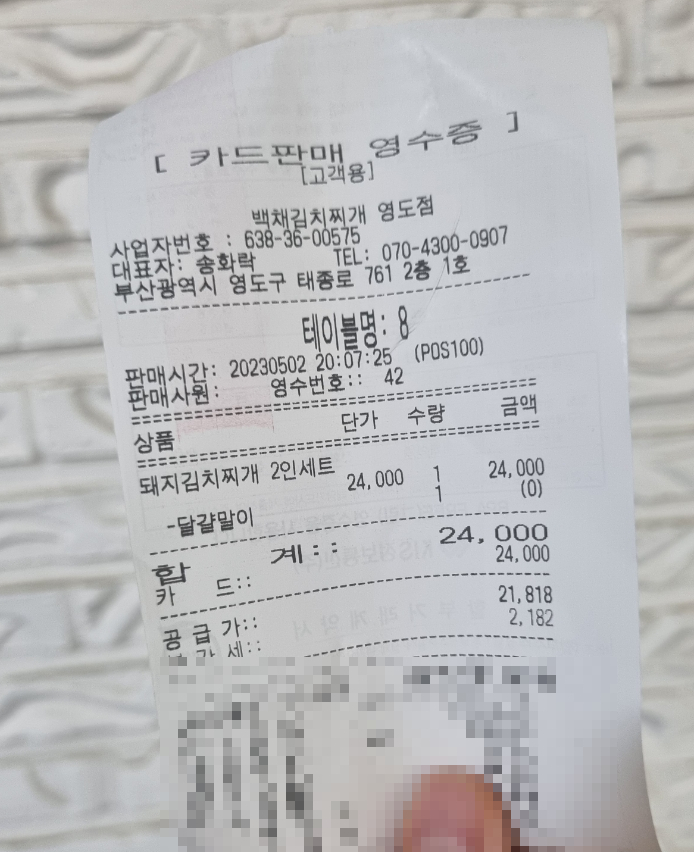 [ 카드판매 영수증 ]
[고객용]
백채김치찌개 영도점
사업자번호 : 638-36-00575
대표자: 송화락 TEL: 070-4300-0907
부산광역시 영도구 태종로 761 2층 1호
테이블명: 8
판매시간: 20230502 20:07:25 (POS100)
판매사원: 영수번호:: 42
상품 단가 수량 금액
돼지김치찌개 2인세트 24,000 1 24,000
-달걀말이 1 (0)
합 계:: 24,000
카 드:: 24,000
공 급 가:: 21,818
세:: 2,182